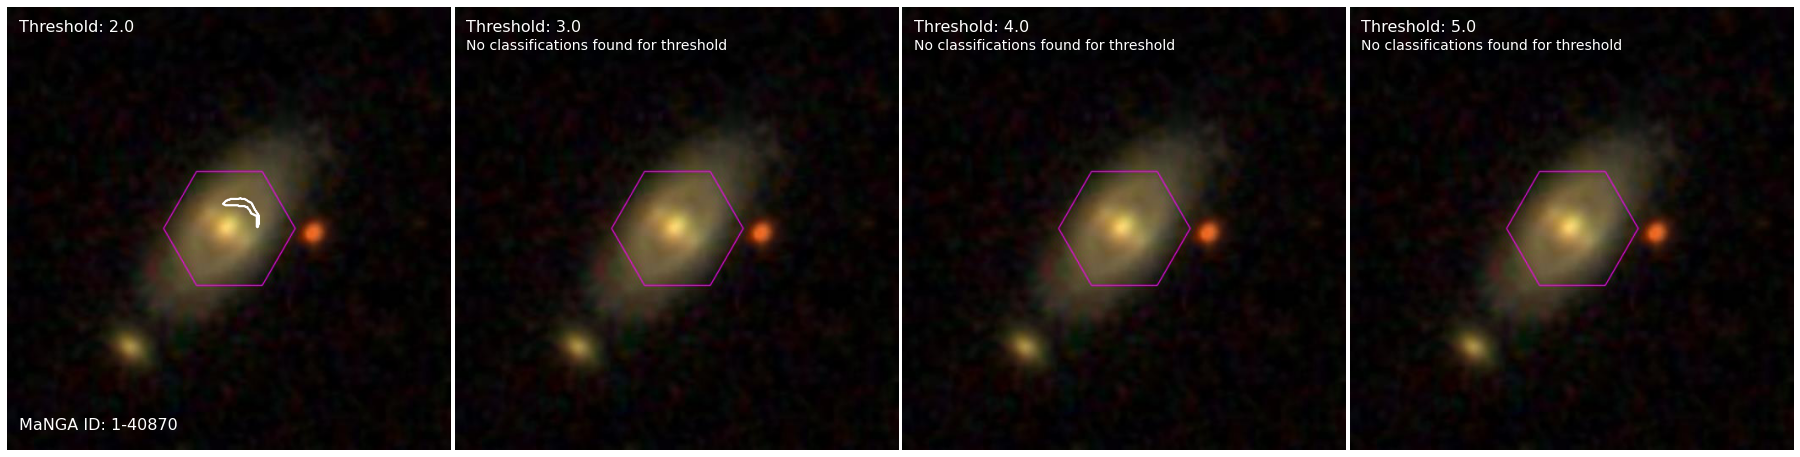 Threshold: 2.0
Threshold: 3.0
No classifications found for threshold
Threshold: 4.0
No classifications found for threshold
Threshold: 5.0
No classifications found for threshold
MaNGA ID: 1-40870